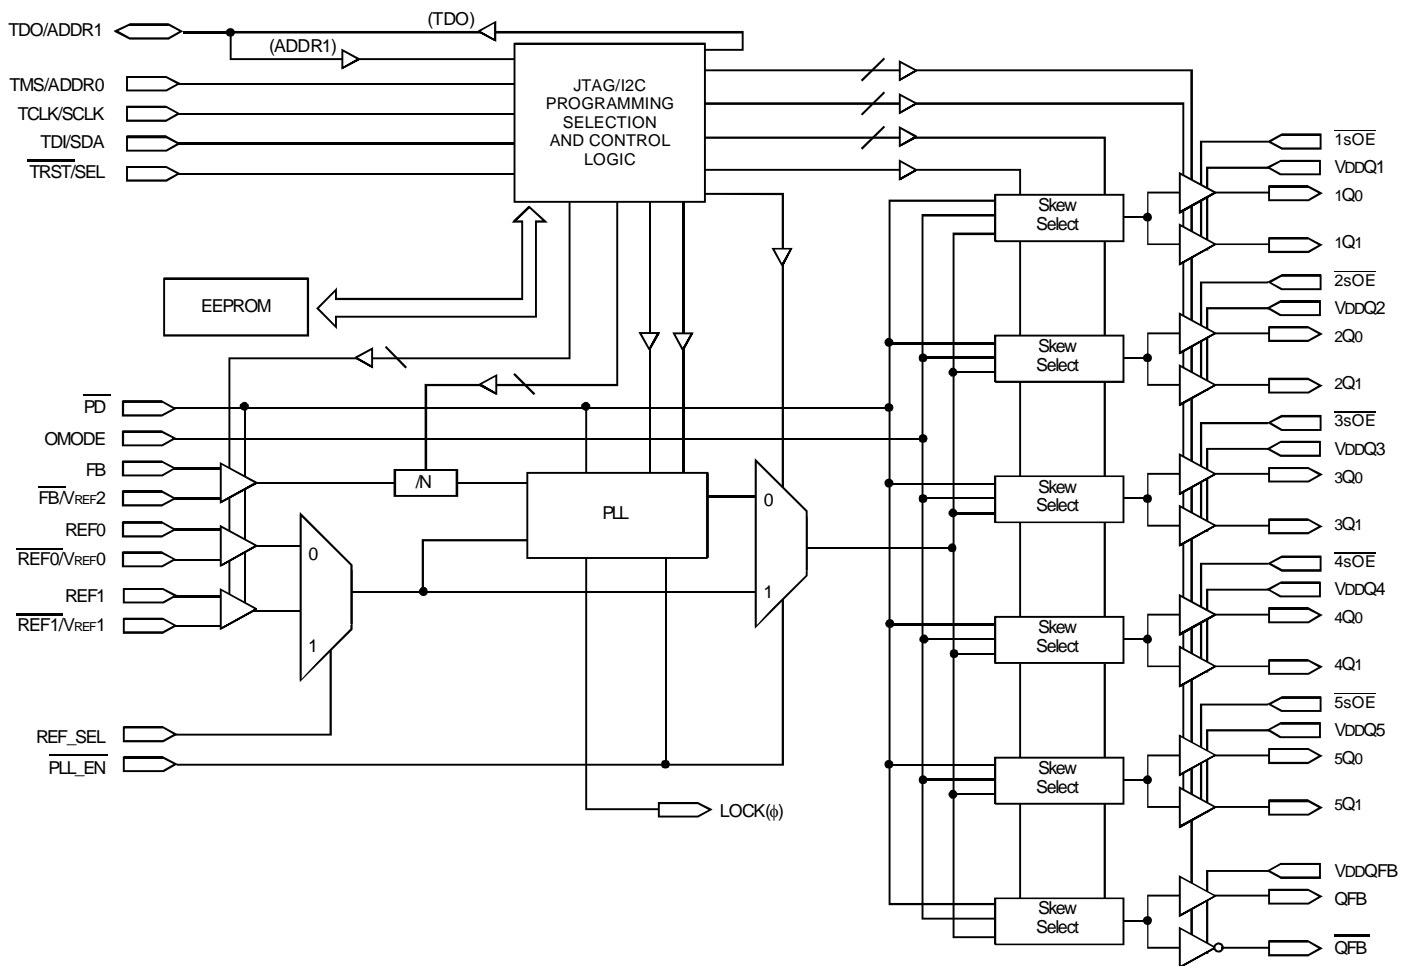 TDO/ADDR1
(TDO)
(ADDR1)
TMS/ADDR0
TCLK/SCLK
TDI/SDA
TRST/SEL
JTAG/I2C
PROGRAMMING
SELECTION
AND CONTROL
LOGIC
EEPROM
PD
OMODE
FB
FB/VREF2
REF0
REF0/VREF0
REF1
REF1/VREF1
REF_SEL
PLL_EN
/N
PLL
0
1
0
1
LOCK(ϕ)
Skew
Select
Skew
Select
Skew
Select
Skew
Select
Skew
Select
Skew
Select
1sOE
VDDQ1
1Q0
1Q1
2sOE
VDDQ2
2Q0
2Q1
3sOE
VDDQ3
3Q0
3Q1
4sOE
VDDQ4
4Q0
4Q1
5sOE
VDDQ5
5Q0
5Q1
VDDQFB
QFB
QFB